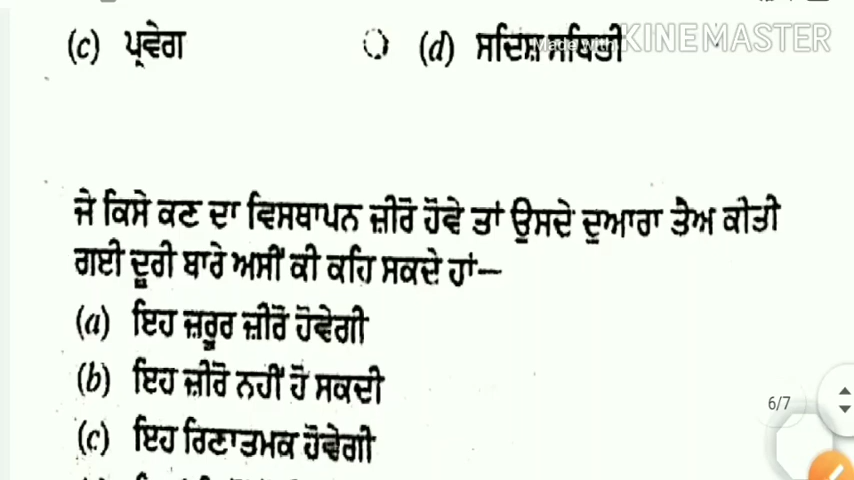 (c) ਪ੍ਰਵੇਗ (d) ਸਦਿਸ਼ ਸਥਿਤੀ
Made with KINEMASTER
ਜੇ ਕਿਸੇ ਕਣ ਦਾ ਵਿਸਥਾਪਨ ਜ਼ੀਰੋ ਹੋਵੇ ਤਾਂ ਉਸਦੇ ਦੁਆਰਾ ਤੈਅ ਕੀਤੀ
ਗਈ ਦੂਰੀ ਬਾਰੇ ਅਸੀਂ ਕੀ ਕਹਿ ਸਕਦੇ ਹਾਂ—
(a) ਇਹ ਜ਼ਰੂਰ ਜ਼ੀਰੋ ਹੋਵੇਗੀ
(b) ਇਹ ਜ਼ੀਰੋ ਨਹੀਂ ਹੋ ਸਕਦੀ
6/7
(c) ਇਹ ਰਿਣਾਤਮਕ ਹੋਵੇਗੀ